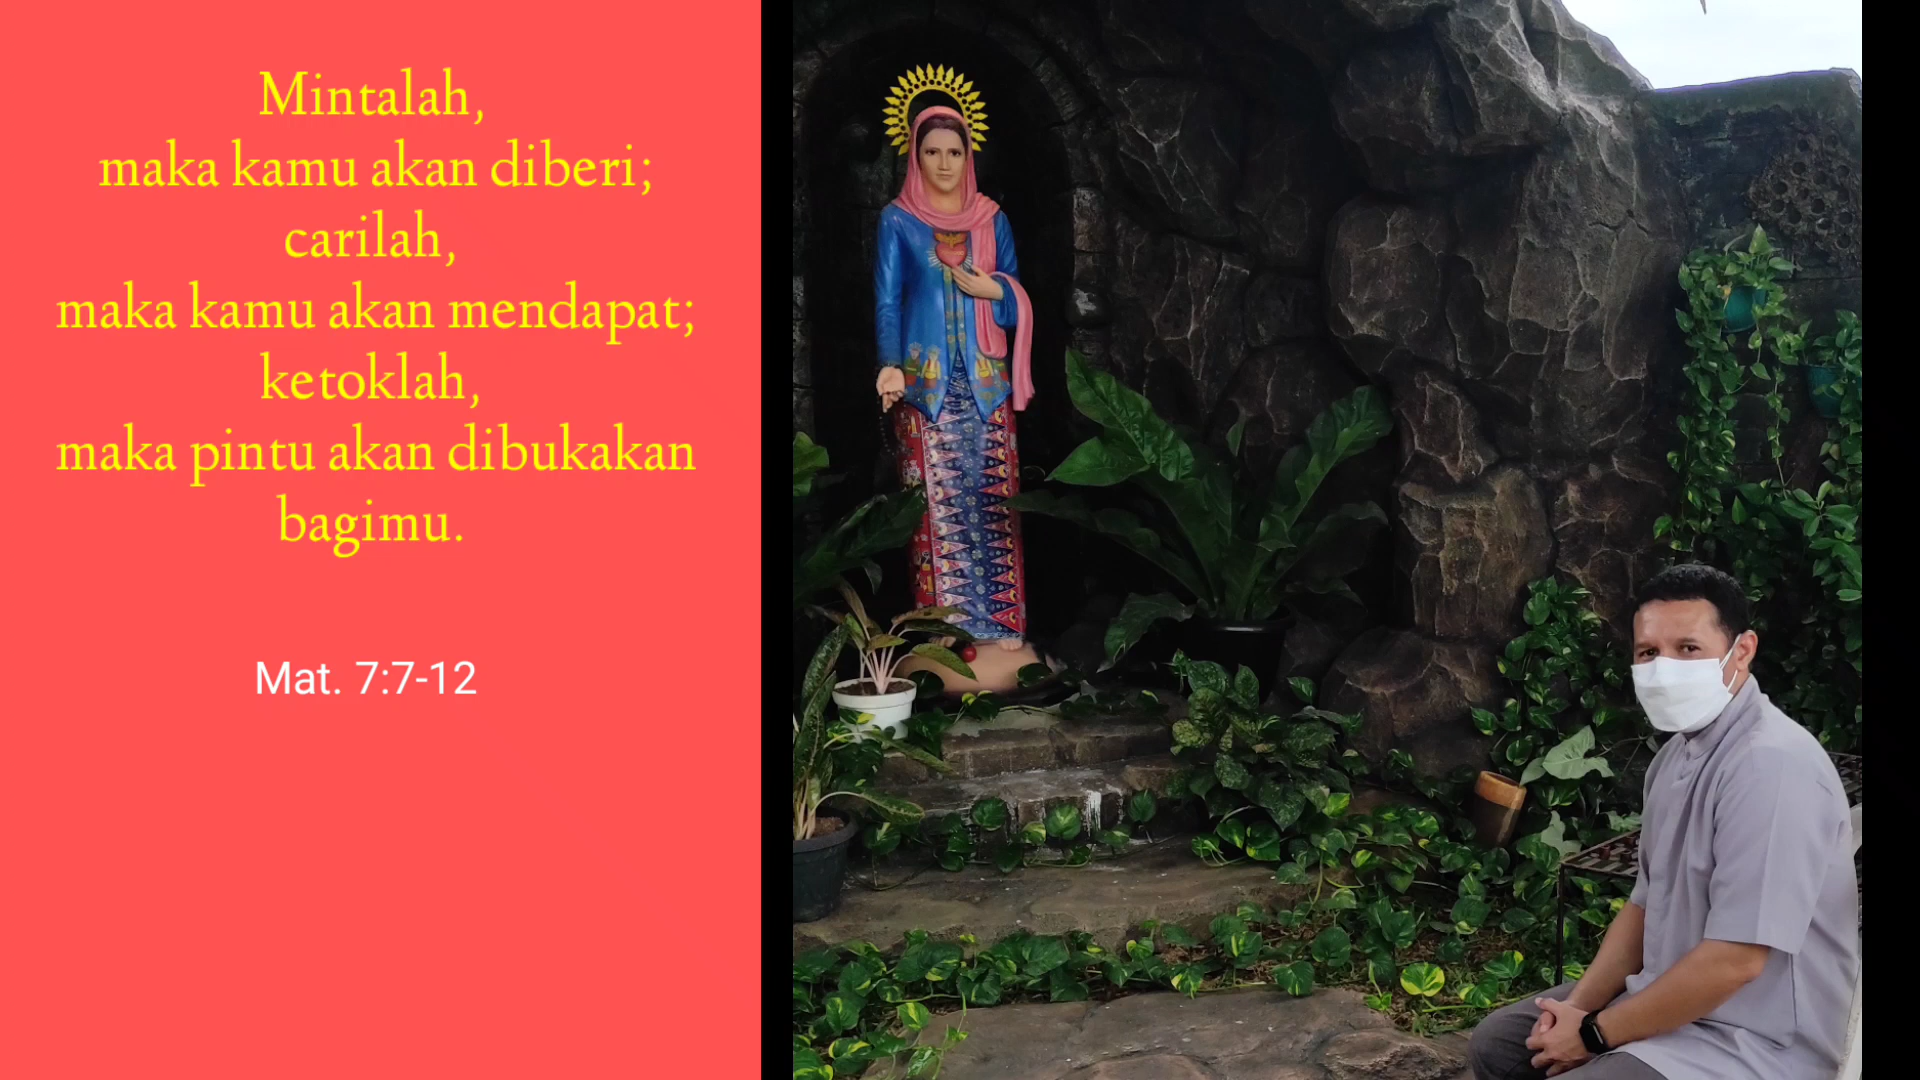 Mintalah,
maka kamu akan diberi;
carilah,
maka kamu akan mendapat;
ketoklah,
maka pintu akan dibukakan
bagimu.
Mat. 7:7-12